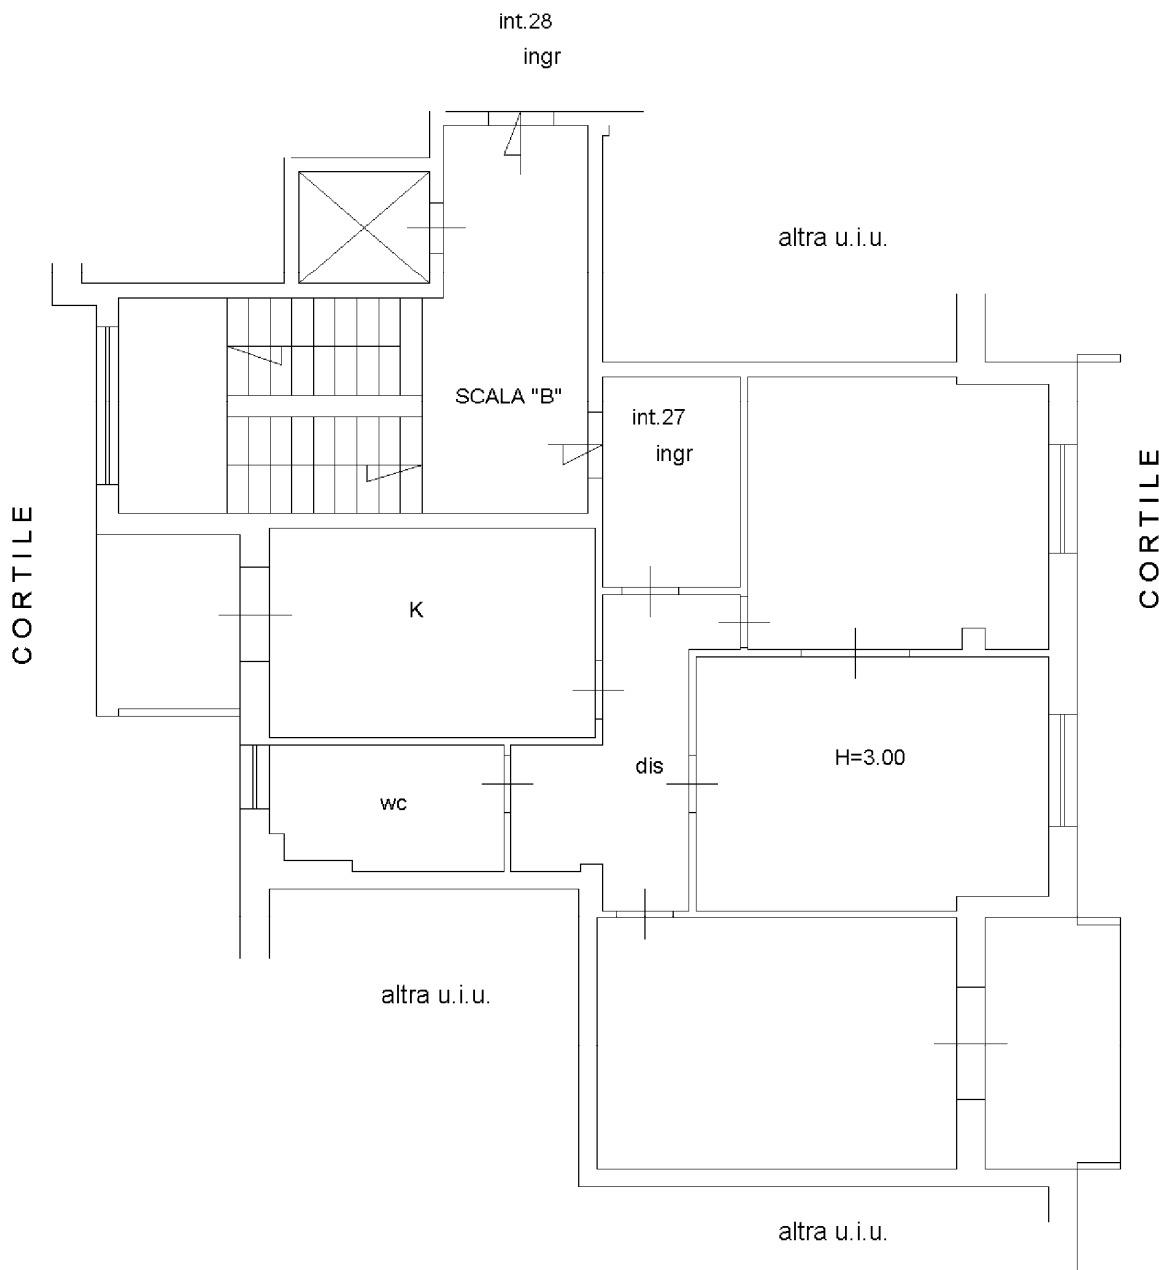 int.28
ingr
altra u.i.u.
SCALA "B"
int.27
ingr
CORTILE
CORTILE
K
H=3.00
dis
wc
altra u.i.u.
altra u.i.u.